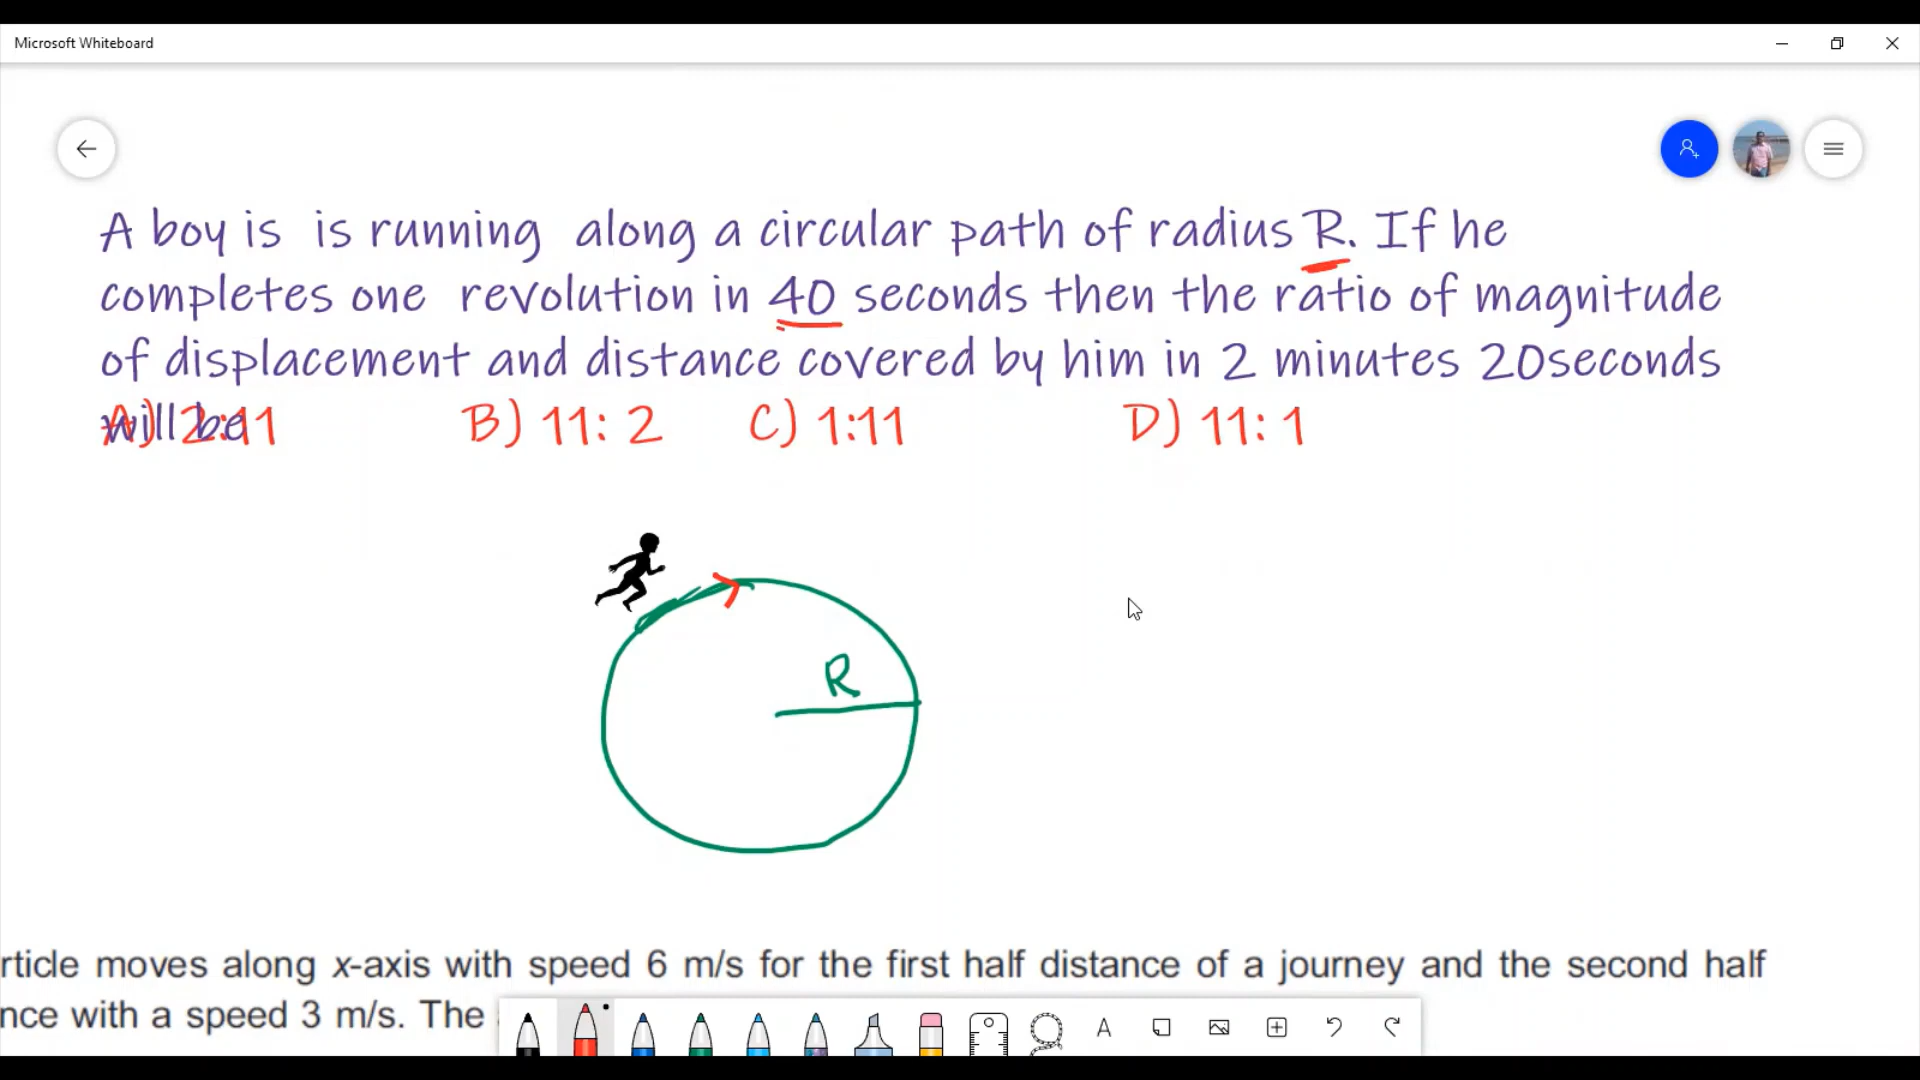 Microsoft Whiteboard
A boy is is running along a circular path of radius R. If he
completes one revolution in 40 seconds then the ratio of magnitude
of displacement and distance covered by him in 2 minutes 20seconds
will be
A) 2:11 B) 11: 2 C) 1:11 D) 11: 1
R
rticle moves along x-axis with speed 6 m/s for the first half distance of a journey and the second half
nce with a speed 3 m/s. The
A